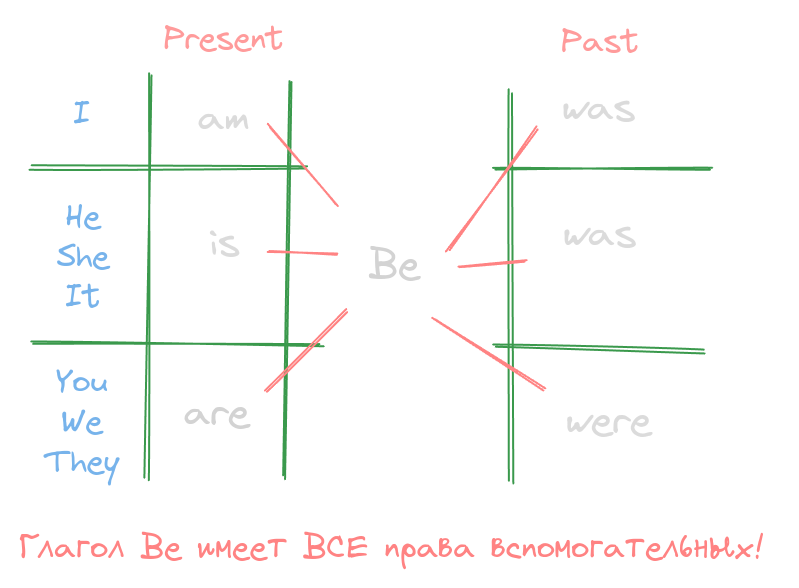 Present
Past
I
am
was
He
She
It
is
Be
was
You
We
They
are
were
Глагол Be имеет ВСЕ права вспомогательных!